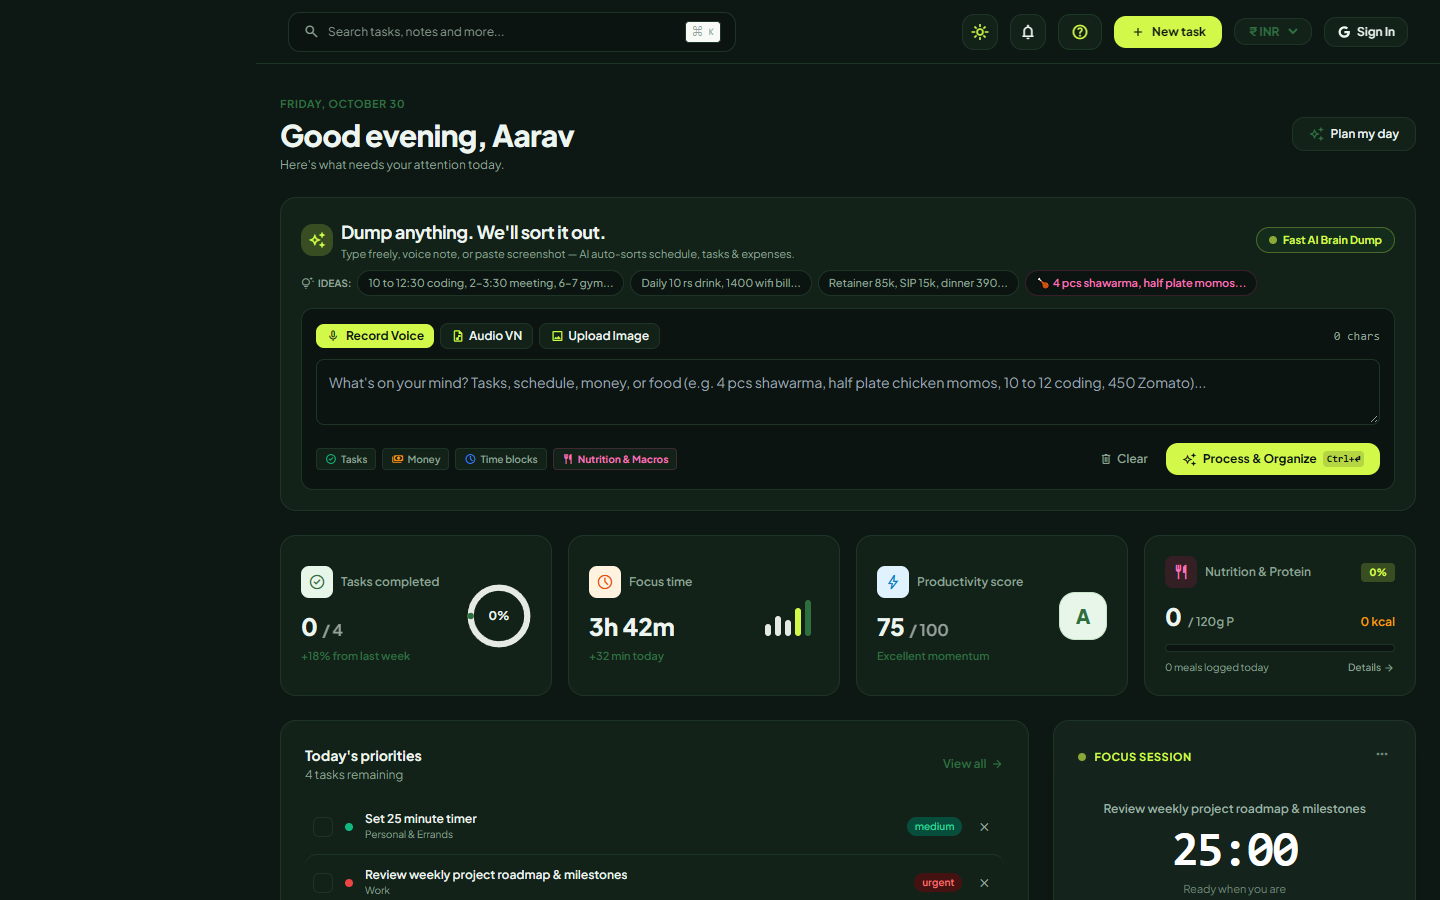 Search tasks, notes and more...
⌘ K
New task
₹ INR
Sign In
FRIDAY, OCTOBER 30
Good evening, Aarav
Here's what needs your attention today.
Plan my day
Dump anything. We'll sort it out.
Type freely, voice note, or paste screenshot — AI auto-sorts schedule, tasks & expenses.
Fast AI Brain Dump
IDEAS:
10 to 12:30 coding, 2–3:30 meeting, 6–7 gym...
Daily 10 rs drink, 1400 wifi bill...
Retainer 85k, SIP 15k, dinner 390...
🍢 4 pcs shawarma, half plate momos...
Record Voice
Audio VN
Upload Image
0 chars
What's on your mind? Tasks, schedule, money, or food (e.g. 4 pcs shawarma, half plate chicken momos, 10 to 12 coding, 450 Zomato)...
Tasks
Money
Time blocks
Nutrition & Macros
Clear
Process & Organize Ctrl+⏎
Tasks completed
0 / 4
+18% from last week
0%
Focus time
3h 42m
+32 min today
Productivity score
75 / 100
Excellent momentum
A
Nutrition & Protein
0%
0 / 120g P
0 kcal
0 meals logged today
Details →
Today's priorities
4 tasks remaining
View all →
Set 25 minute timer
Personal & Errands
medium
Review weekly project roadmap & milestones
Work
urgent
FOCUS SESSION
Review weekly project roadmap & milestones
25:00
Ready when you are